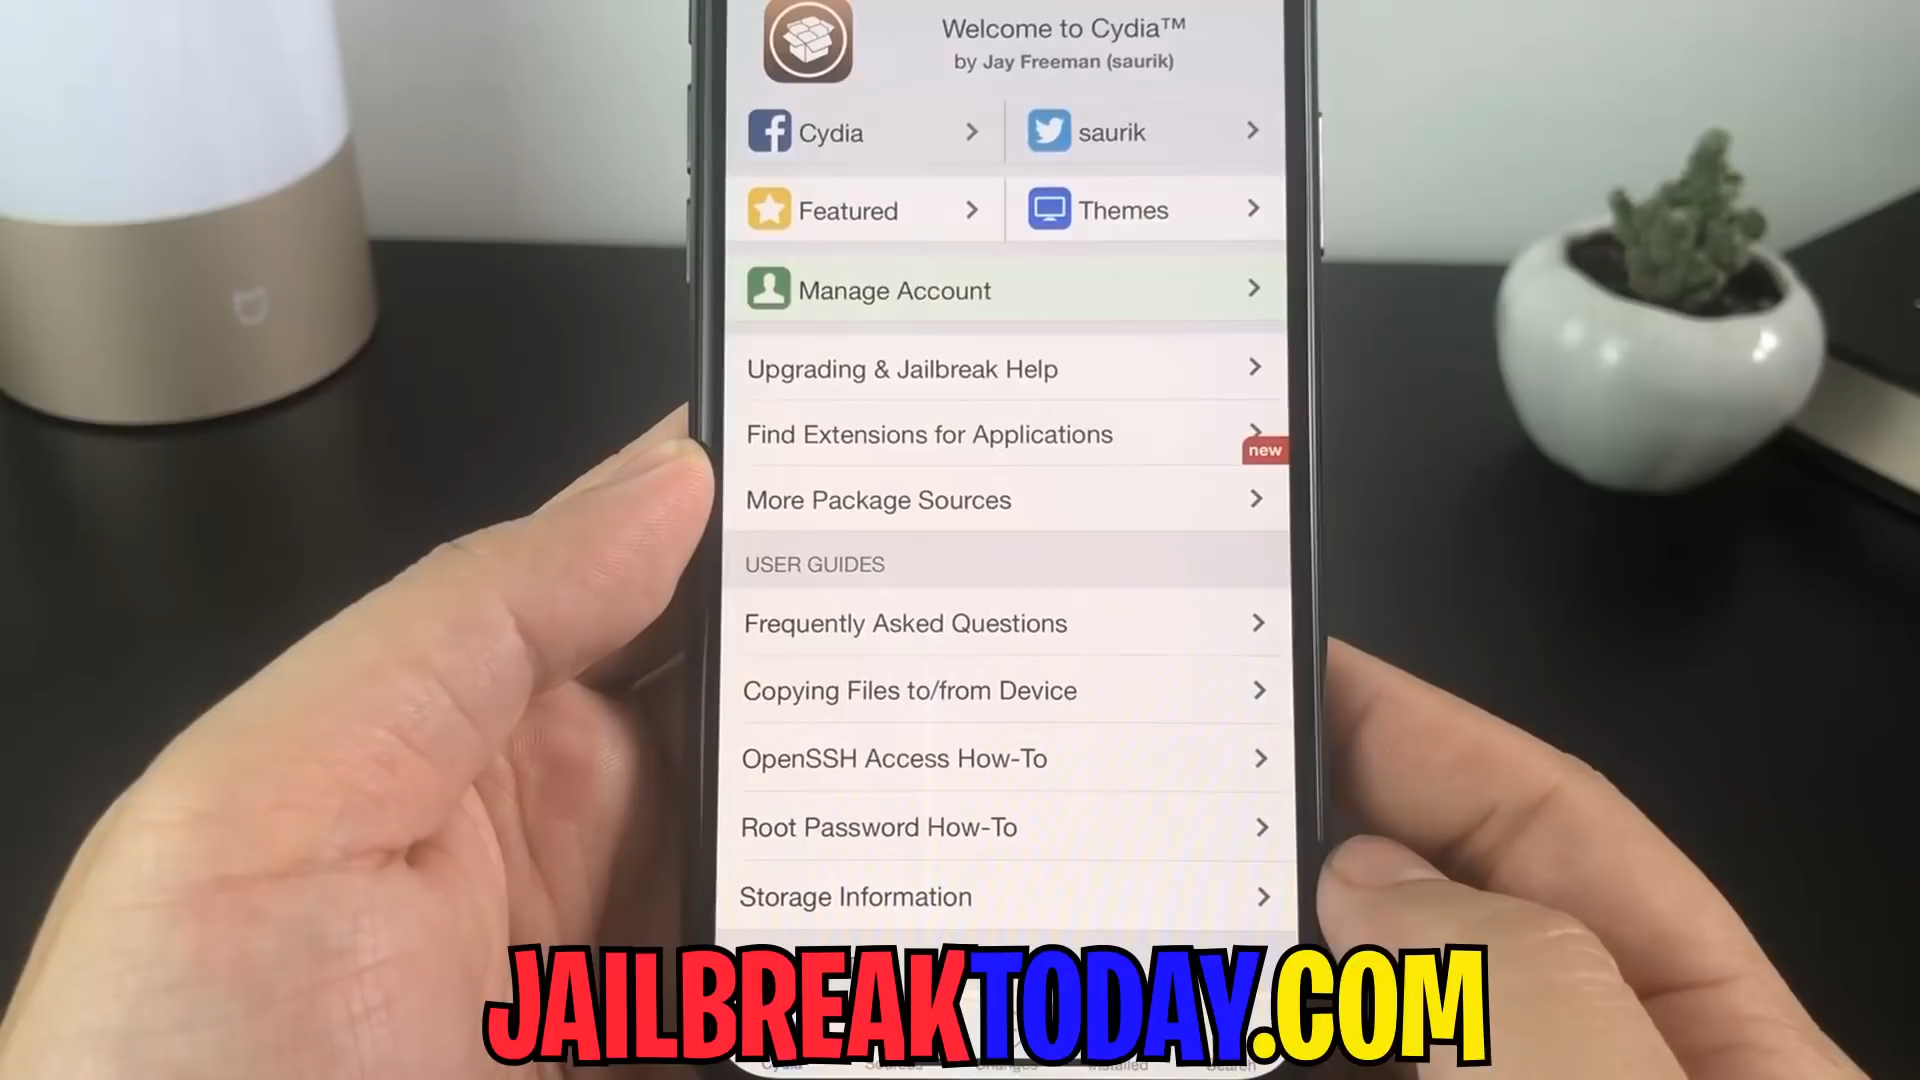 Welcome to Cydia™
by Jay Freeman (saurik)
Cydia
saurik
Featured
Themes
Manage Account
Upgrading & Jailbreak Help
Find Extensions for Applications
new
More Package Sources
USER GUIDES
Frequently Asked Questions
Copying Files to/from Device
OpenSSH Access How-To
Root Password How-To
Storage Information
JAILBREAKTODAY.COM